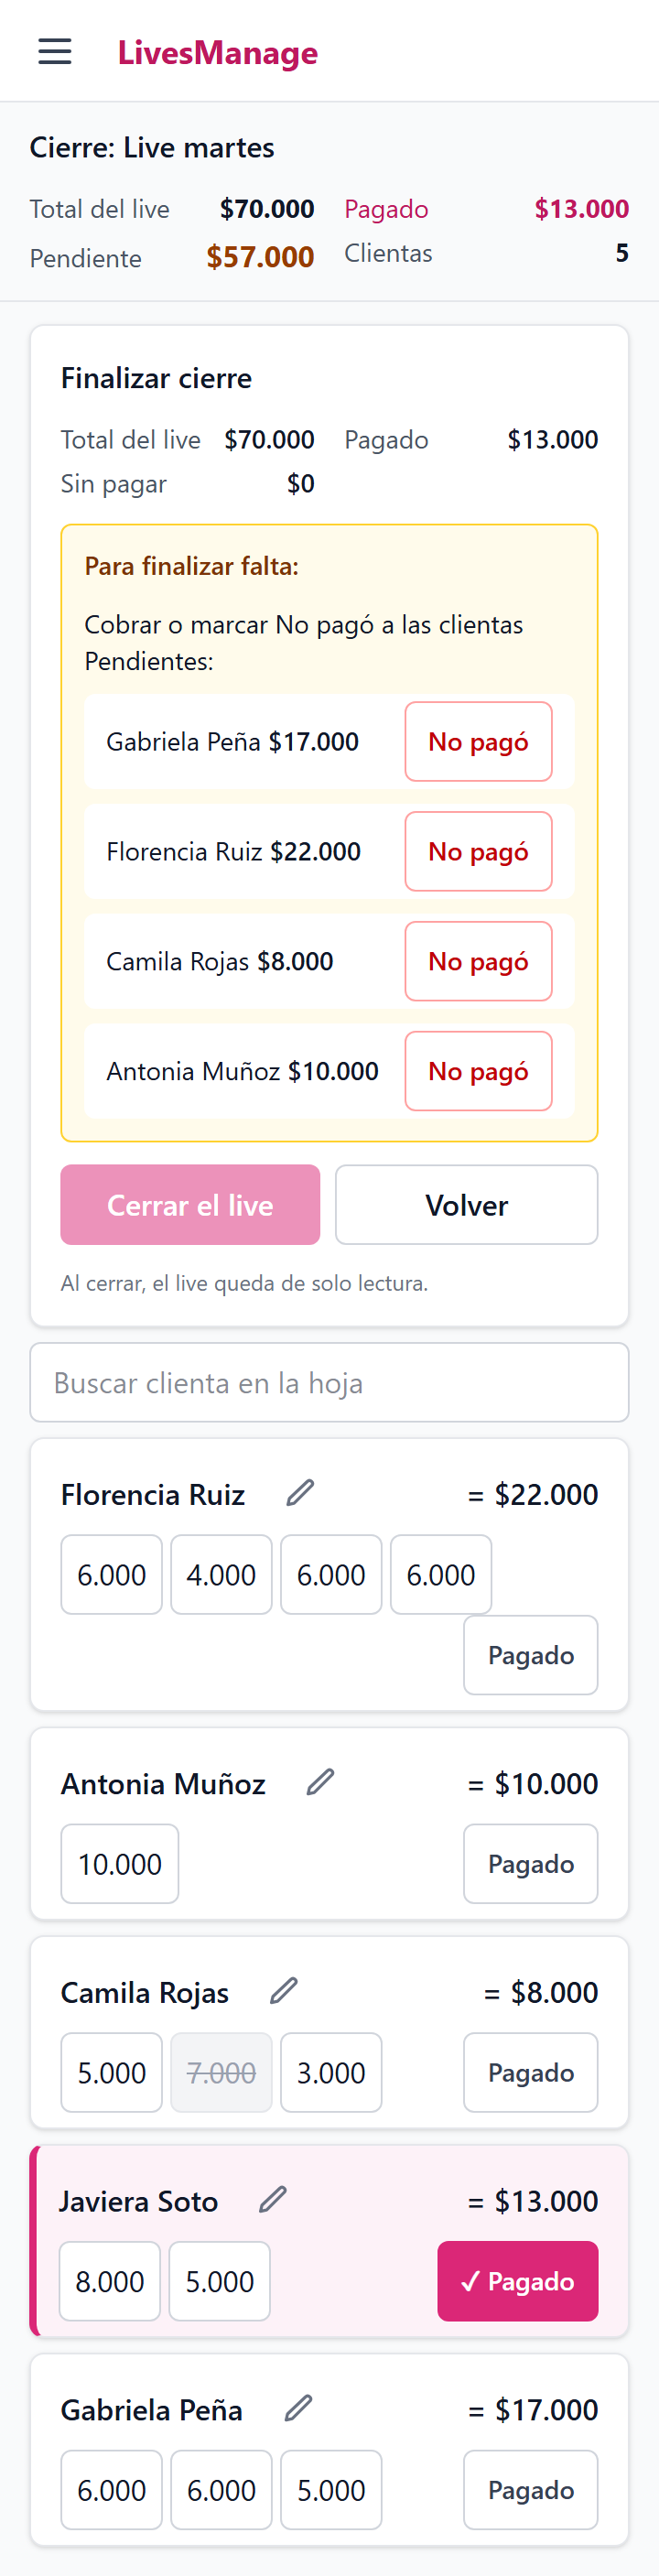 LivesManage
Cierre: Live martes
Total del live $70.000 Pagado $13.000
Pendiente $57.000 Clientas 5
Finalizar cierre
Total del live $70.000 Pagado $13.000
Sin pagar $0
Para finalizar falta:
Cobrar o marcar No pagó a las clientas
Pendientes:
Gabriela Peña $17.000 No pagó
Florencia Ruiz $22.000 No pagó
Camila Rojas $8.000 No pagó
Antonia Muñoz $10.000 No pagó
Cerrar el live Volver
Al cerrar, el live queda de solo lectura.
Buscar clienta en la hoja
Florencia Ruiz = $22.000
6.000 4.000 6.000 6.000
Pagado
Antonia Muñoz = $10.000
10.000 Pagado
Camila Rojas = $8.000
5.000 7.000 3.000 Pagado
Javiera Soto = $13.000
8.000 5.000 ✓ Pagado
Gabriela Peña = $17.000
6.000 6.000 5.000 Pagado